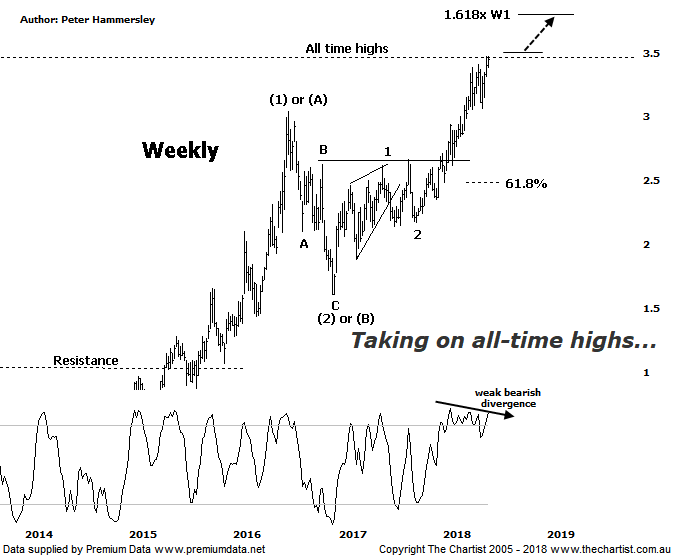 Author: Peter Hammersley
1.618x W1
All time highs
3.5
(1) or (A)
3
Weekly
B
1
2.5
61.8%
A
2
2
C
(2) or (B)
1.5
Taking on all-time highs...
Resistance
1
weak bearish
divergence
2014 2015 2016 2017 2018 2019
Data supplied by Premium Data www.premiumdata.net Copyright The Chartist 2005 - 2018 www.thechartist.com.au